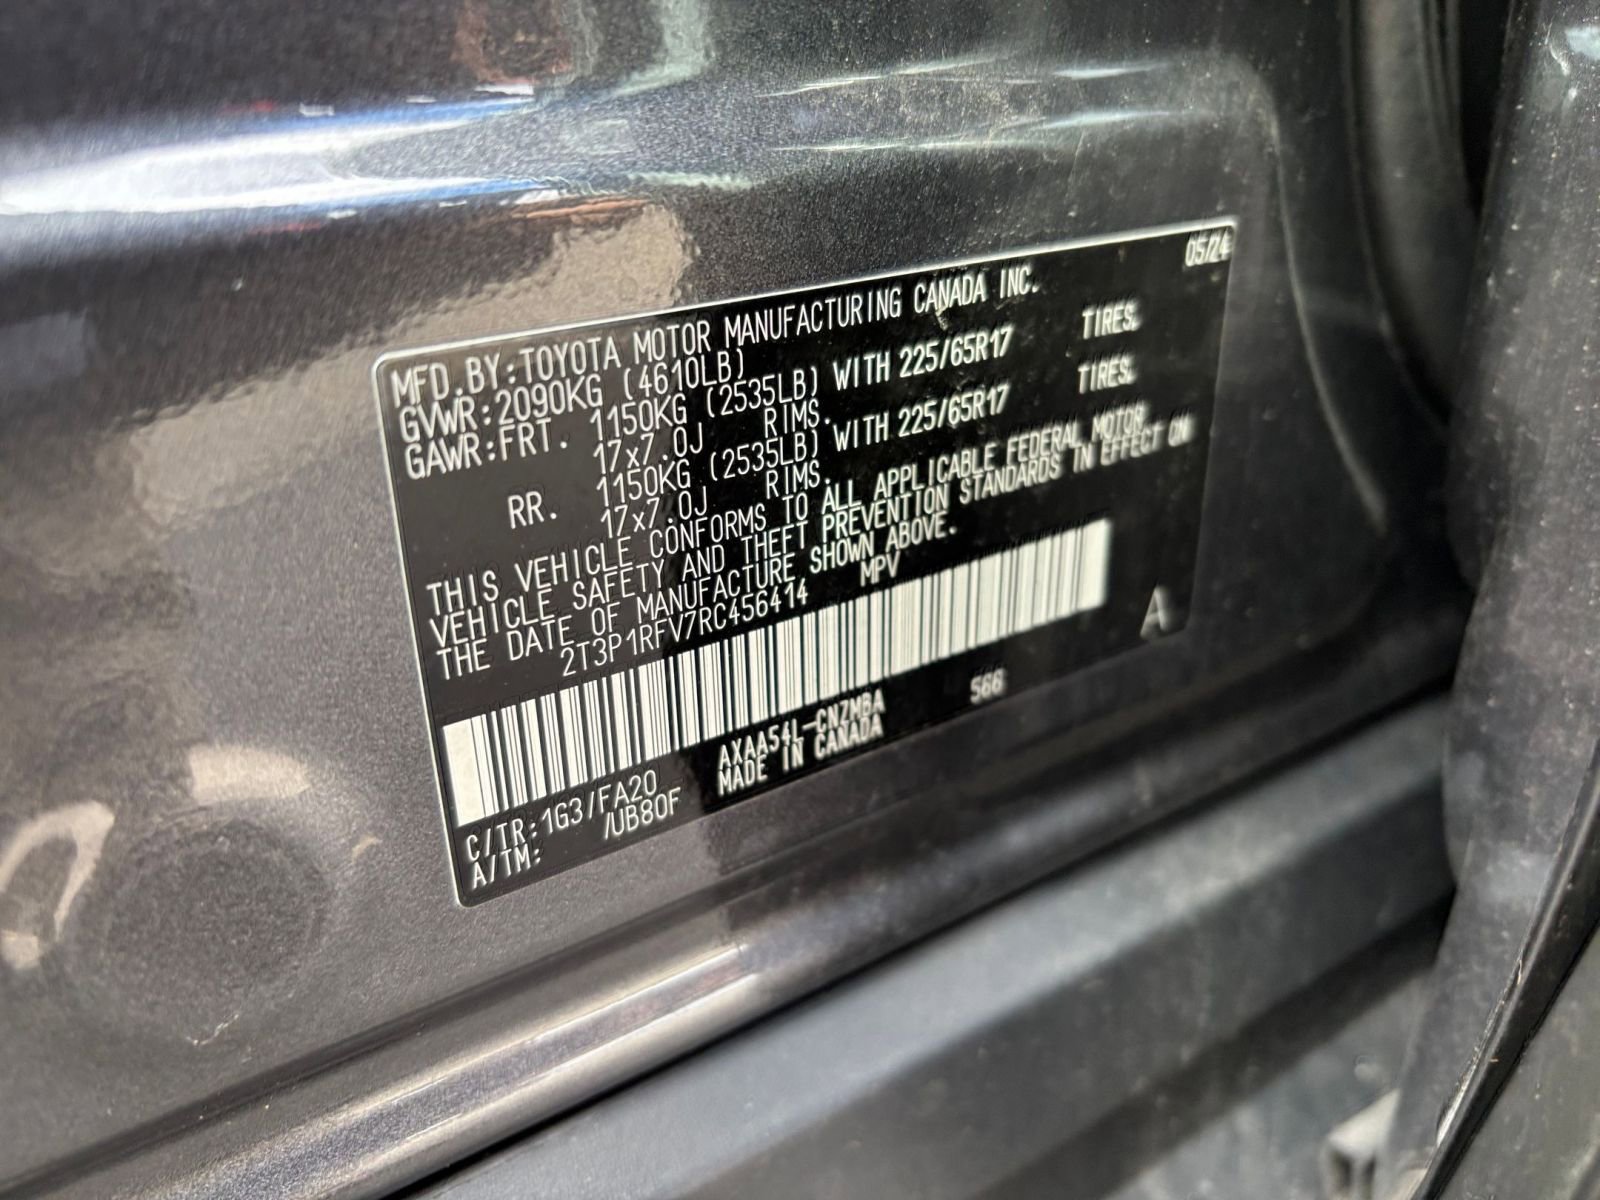 05/24
MFD.BY:TOYOTA MOTOR MANUFACTURING CANADA INC.
GVWR:2090KG (4610LB)
GAWR:FRT. 1150KG (2535LB) WITH 225/65R17 TIRES.
17x7.0J RIMS.
RR. 1150KG (2535LB) WITH 225/65R17 TIRES.
17x7.0J RIMS.
THIS VEHICLE CONFORMS TO ALL APPLICABLE FEDERAL MOTOR
VEHICLE SAFETY AND THEFT PREVENTION STANDARDS IN EFFECT ON
THE DATE OF MANUFACTURE SHOWN ABOVE.
2T3P1RFV7RC456414 MPV
A
C/TR:1G3/FA20 AXAA54L-CNZMBA 566
A/TM: /UB80F MADE IN CANADA